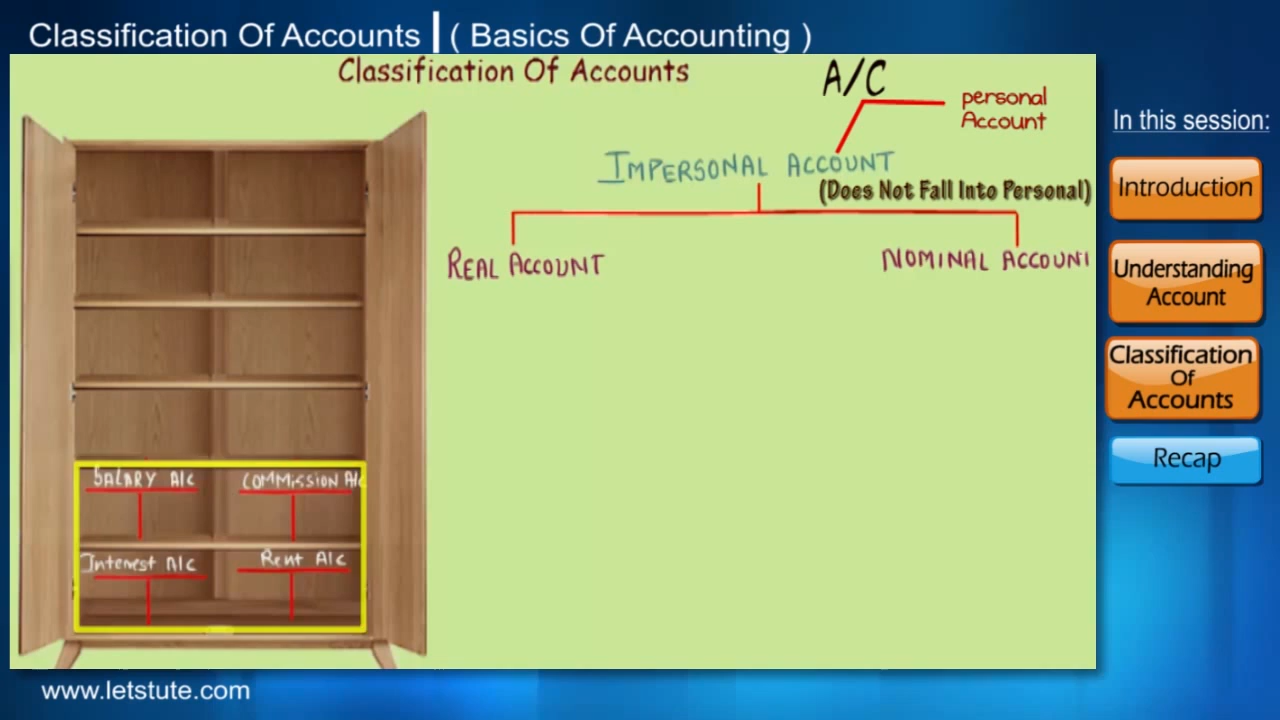 Classification Of Accounts | ( Basics Of Accounting )
Classification Of Accounts
A/C
personal
Account
IMPERSONAL ACCOUNT
(Does Not Fall Into Personal)
REAL ACCOUNT
NOMINAL ACCOUN
SALARY A/C
COMMISSION A/c
Interest A/C
Rent A/C
In this session:
Introduction
Understanding
Account
Classification
Of
Accounts
Recap
www.letstute.com